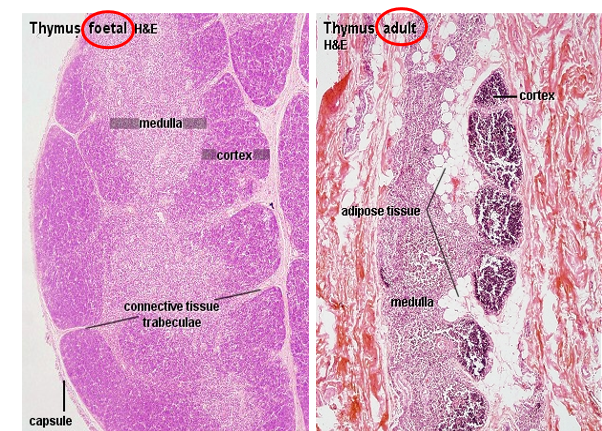 Thymus foetal H&E
medulla
cortex
connective tissue
trabeculae
capsule
Thymus adult
H&E
cortex
adipose tissue
medulla